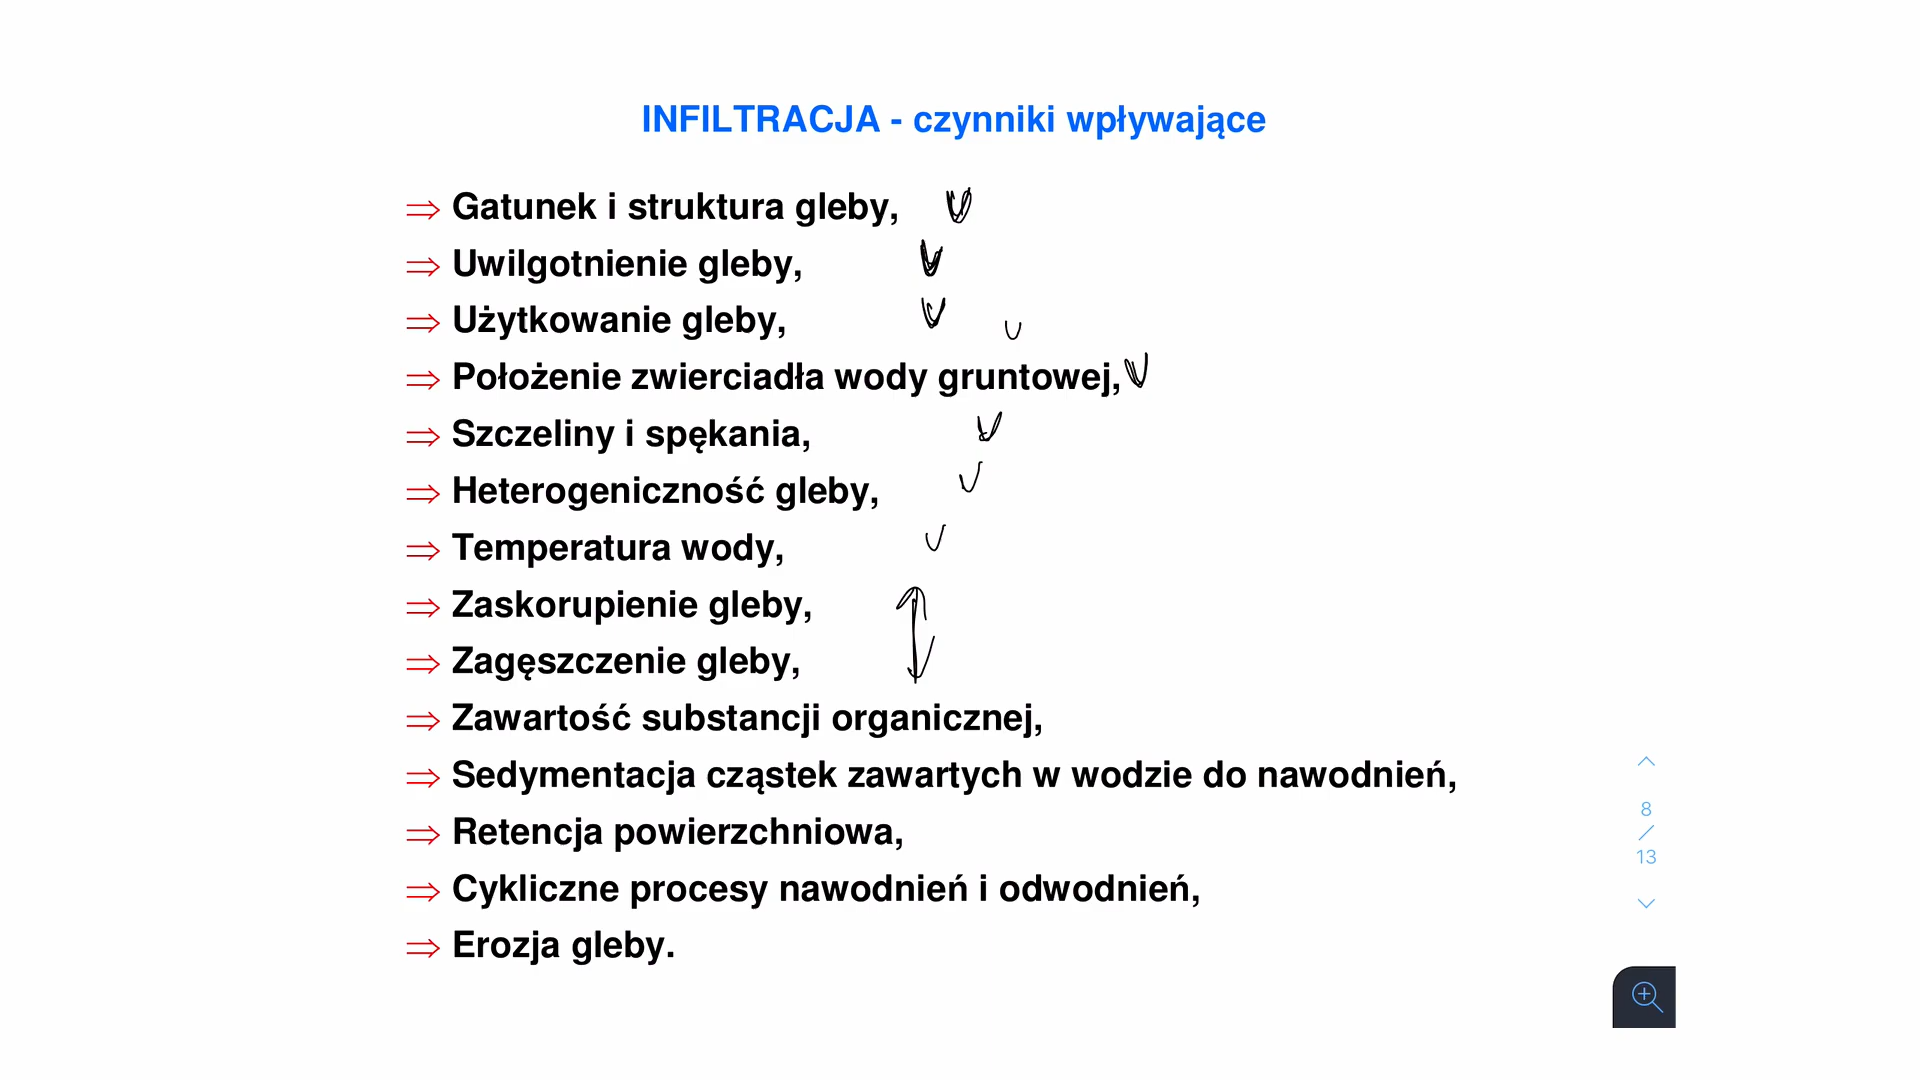 INFILTRACJA - czynniki wpływające
⇒ Gatunek i struktura gleby,
⇒ Uwilgotnienie gleby,
⇒ Użytkowanie gleby,
⇒ Położenie zwierciadła wody gruntowej,
⇒ Szczeliny i spękania,
⇒ Heterogeniczność gleby,
⇒ Temperatura wody,
⇒ Zaskorupienie gleby,
⇒ Zagęszczenie gleby,
⇒ Zawartość substancji organicznej,
⇒ Sedymentacja cząstek zawartych w wodzie do nawodnień,
⇒ Retencja powierzchniowa,
⇒ Cykliczne procesy nawodnień i odwodnień,
⇒ Erozja gleby.
8
/
13